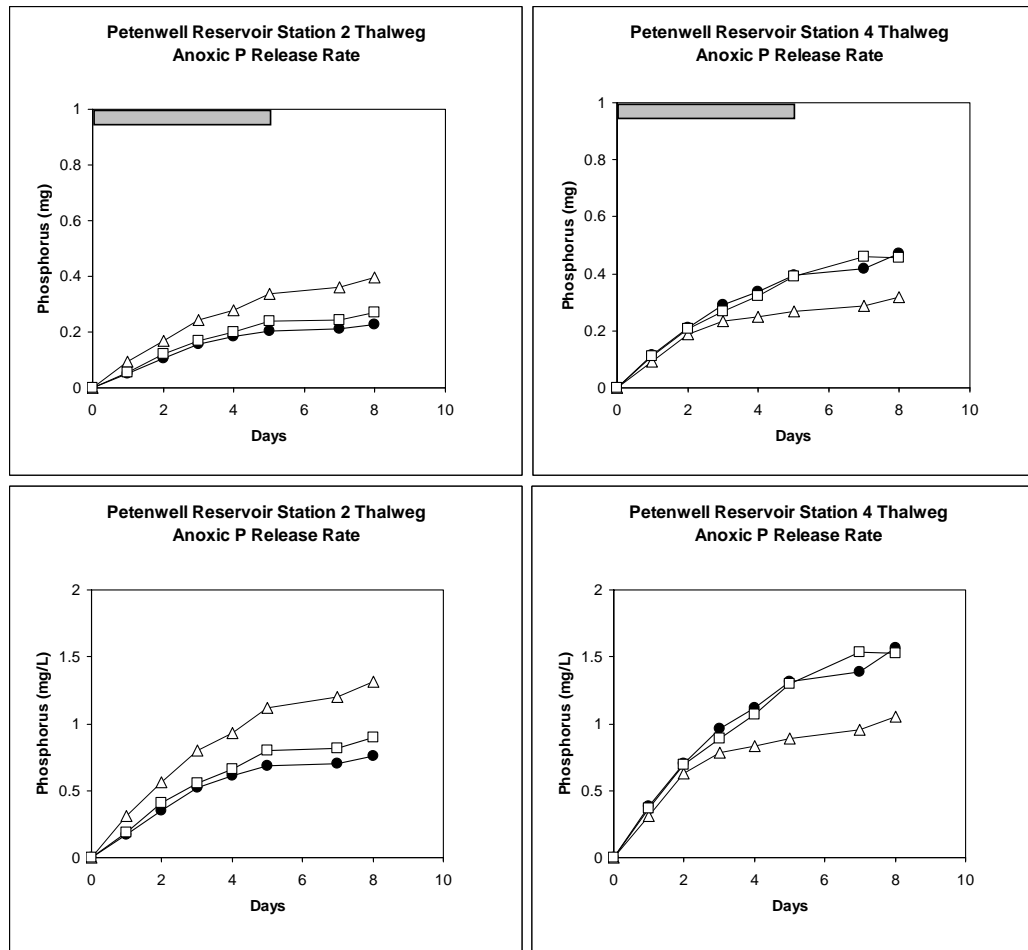 Petenwell Reservoir Station 2 Thalweg
Anoxic P Release Rate
Phosphorus (mg)
1
0.8
0.6
0.4
0.2
0
0 2 4 6 8 10
Days
Petenwell Reservoir Station 4 Thalweg
Anoxic P Release Rate
Phosphorus (mg)
1
0.8
0.6
0.4
0.2
0
0 2 4 6 8 10
Days
Petenwell Reservoir Station 2 Thalweg
Anoxic P Release Rate
Phosphorus (mg/L)
2
1.5
1
0.5
0
0 2 4 6 8 10
Days
Petenwell Reservoir Station 4 Thalweg
Anoxic P Release Rate
Phosphorus (mg/L)
2
1.5
1
0.5
0
0 2 4 6 8 10
Days